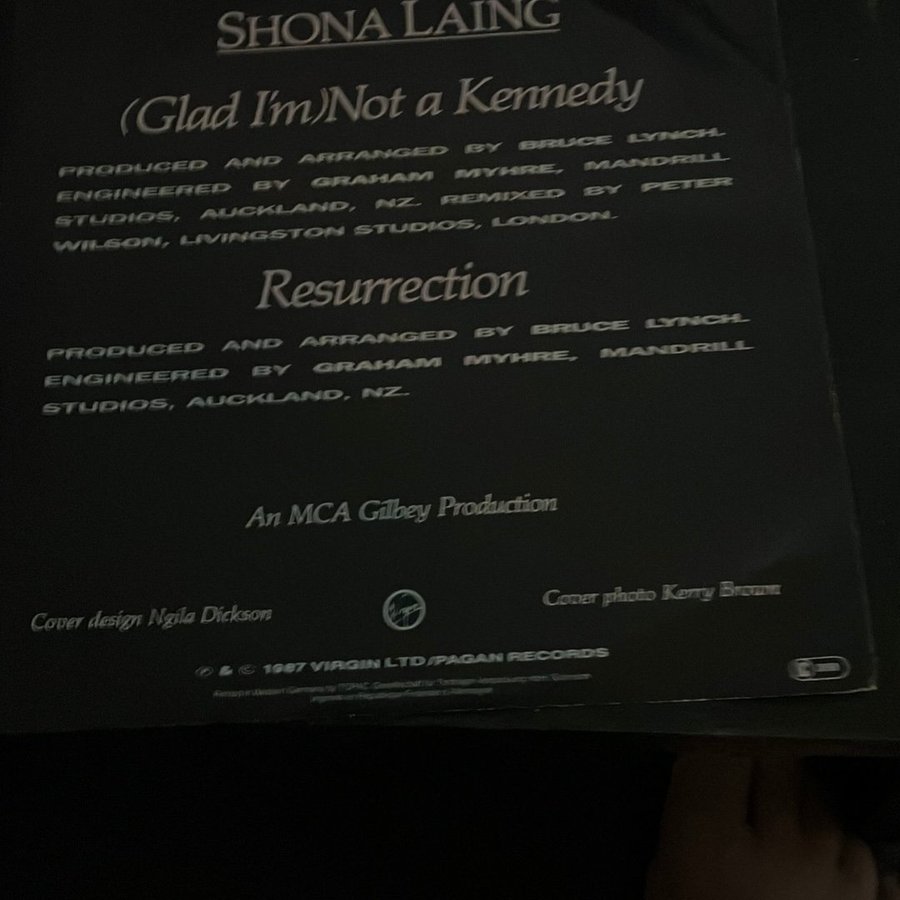 SHONA LAING
(Glad I'm) Not a Kennedy
PRODUCED AND ARRANGED BY BRUCE LYNCH.
ENGINEERED BY GRAHAM MYHRE, MANDRILL
STUDIOS, AUCKLAND, NZ. REMIXED BY PETER
WILSON, LIVINGSTON STUDIOS, LONDON.
Resurrection
PRODUCED AND ARRANGED BY BRUCE LYNCH.
ENGINEERED BY GRAHAM MYHRE, MANDRILL
STUDIOS, AUCKLAND, NZ.
An MCA Gilbey Production
Cover design Ngila Dickson
Virgin
Cover photo Kerry Brown
℗ & © 1987 VIRGIN LTD/PAGAN RECORDS